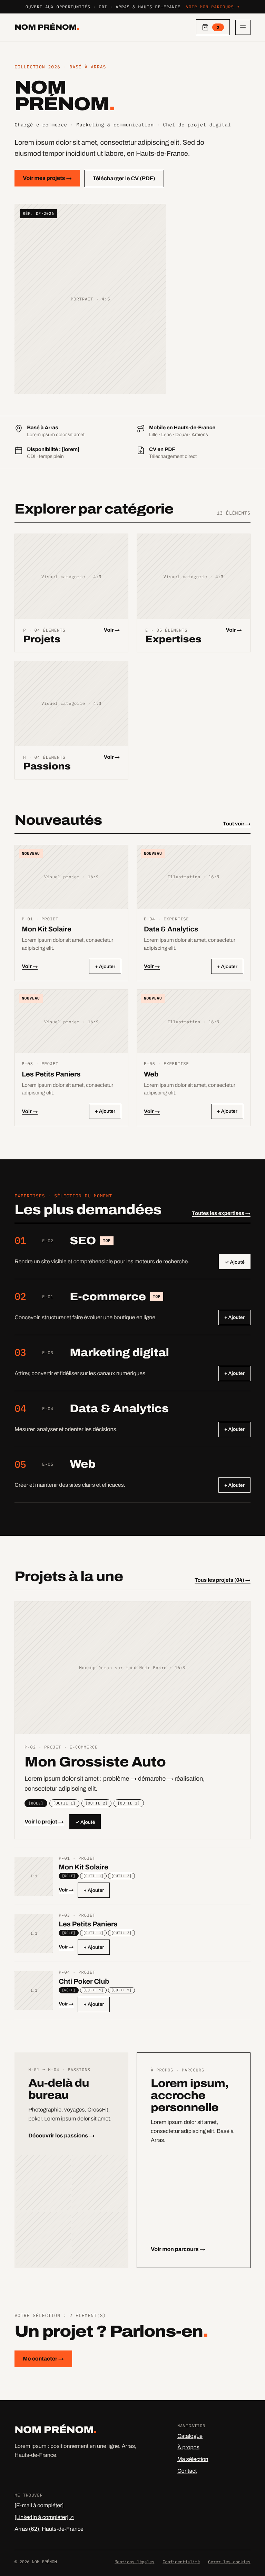 OUVERT AUX OPPORTUNITÉS · CDI · ARRAS & HAUTS-DE-FRANCE VOIR MON PARCOURS →
NOM PRÉNOM.
2
COLLECTION 2026 · BASÉ À ARRAS
NOM
PRÉNOM.
Chargé e-commerce · Marketing & communication · Chef de projet digital
Lorem ipsum dolor sit amet, consectetur adipiscing elit. Sed do
eiusmod tempor incididunt ut labore, en Hauts-de-France.
Voir mes projets → Télécharger le CV (PDF)
RÉF. DF-2026
PORTRAIT · 4:5
Basé à Arras
Lorem ipsum dolor sit amet
Mobile en Hauts-de-France
Lille · Lens · Douai · Amiens
Disponibilité : [lorem]
CDI · temps plein
CV en PDF
Téléchargement direct
Explorer par catégorie
13 ÉLÉMENTS
Visuel catégorie · 4:3
P · 04 ÉLÉMENTS Voir →
Projets
Visuel catégorie · 4:3
E · 05 ÉLÉMENTS Voir →
Expertises
Visuel catégorie · 4:3
H · 04 ÉLÉMENTS Voir →
Passions
Nouveautés
Tout voir →
NOUVEAU
Visuel projet · 16:9
P-01 · PROJET
Mon Kit Solaire
Lorem ipsum dolor sit amet, consectetur
adipiscing elit.
Voir → + Ajouter
NOUVEAU
Illustration · 16:9
E-04 · EXPERTISE
Data & Analytics
Lorem ipsum dolor sit amet, consectetur
adipiscing elit.
Voir → + Ajouter
NOUVEAU
Visuel projet · 16:9
P-03 · PROJET
Les Petits Paniers
Lorem ipsum dolor sit amet, consectetur
adipiscing elit.
Voir → + Ajouter
NOUVEAU
Illustration · 16:9
E-05 · EXPERTISE
Web
Lorem ipsum dolor sit amet, consectetur
adipiscing elit.
Voir → + Ajouter
EXPERTISES · SÉLECTION DU MOMENT
Les plus demandées
Toutes les expertises →
01 E-02 SEO TOP
Rendre un site visible et compréhensible pour les moteurs de recherche.
✓ Ajouté
02 E-01 E-commerce TOP
Concevoir, structurer et faire évoluer une boutique en ligne.
+ Ajouter
03 E-03 Marketing digital
Attirer, convertir et fidéliser sur les canaux numériques.
+ Ajouter
04 E-04 Data & Analytics
Mesurer, analyser et orienter les décisions.
+ Ajouter
05 E-05 Web
Créer et maintenir des sites clairs et efficaces.
+ Ajouter
Projets à la une
Tous les projets (04) →
Mockup écran sur fond Noir Encre · 16:9
P-02 · PROJET · E-COMMERCE
Mon Grossiste Auto
Lorem ipsum dolor sit amet : problème → démarche → réalisation,
consectetur adipiscing elit.
[RÔLE] [OUTIL 1] [OUTIL 2] [OUTIL 3]
Voir le projet → ✓ Ajouté
1:1
P-01 · PROJET
Mon Kit Solaire
[RÔLE] [OUTIL 1] [OUTIL 2]
Voir → + Ajouter
1:1
P-03 · PROJET
Les Petits Paniers
[RÔLE] [OUTIL 1] [OUTIL 2]
Voir → + Ajouter
1:1
P-04 · PROJET
Chti Poker Club
[RÔLE] [OUTIL 1] [OUTIL 2]
Voir → + Ajouter
H-01 → H-04 · PASSIONS
Au-delà du
bureau
Photographie, voyages, CrossFit,
poker. Lorem ipsum dolor sit amet.
Découvrir les passions →
À PROPOS · PARCOURS
Lorem ipsum,
accroche
personnelle
Lorem ipsum dolor sit amet,
consectetur adipiscing elit. Basé à
Arras.
Voir mon parcours →
VOTRE SÉLECTION : 2 ÉLÉMENT(S)
Un projet ? Parlons-en.
Me contacter →
NOM PRÉNOM.
Lorem ipsum : positionnement en une ligne. Arras,
Hauts-de-France.
NAVIGATION
Catalogue
À propos
Ma sélection
Contact
ME TROUVER
[E-mail à compléter]
[LinkedIn à compléter] ↗
Arras (62), Hauts-de-France
© 2026 NOM PRÉNOM
Mentions légales Confidentialité Gérer les cookies